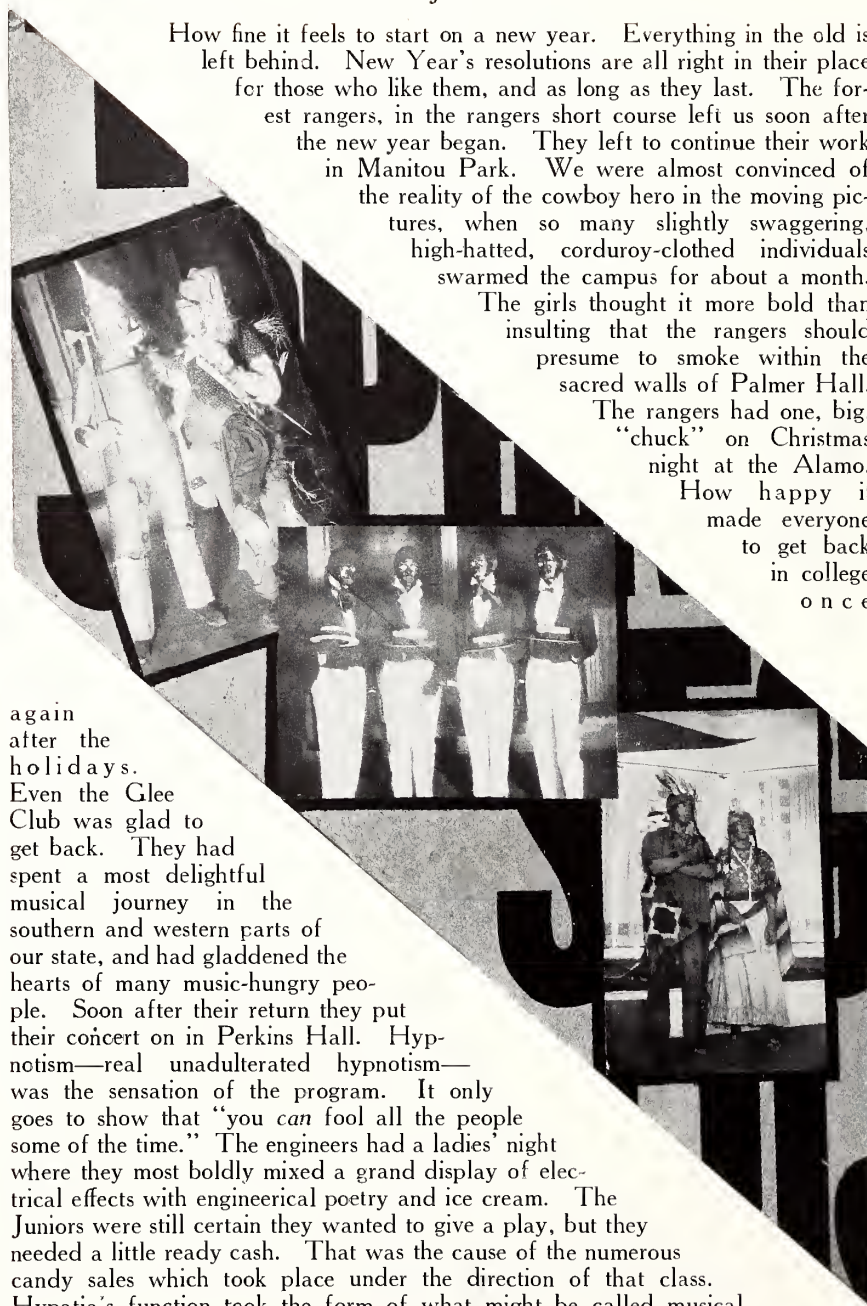 How fine it feels to start on a new year. Everything in the old is
left behind. New Year's resolutions are all right in their place
for those who like them, and as long as they last. The for-
est rangers, in the rangers short course left us soon after
the new year began. They left to continue their work
in Manitou Park. We were almost convinced of
the reality of the cowboy hero in the moving pic-
tures, when so many slightly swaggering,
high-hatted, corduroy-clothed individuals
swarmed the campus for about a month.
The girls thought it more bold than
insulting that the rangers should
presume to smoke within the
sacred walls of Palmer Hall.
The rangers had one, big
"chuck" on Christmas
night at the Alamo.
How happy i
made everyone
to get back
in college
once
again
after the
holidays.
Even the Glee
Club was glad to
get back. They had
spent a most delightful
musical journey in the
southern and western parts of
our state, and had gladdened the
hearts of many music-hungry peo-
ple. Soon after their return they put
their concert on in Perkins Hall. Hyp-
notism—real unadulterated hypnotism—
was the sensation of the program. It only
goes to show that "you can fool all the people
some of the time." The engineers had a ladies' night
where they most boldly mixed a grand display of elec-
trical effects with engineerical poetry and ice cream. The
Juniors were still certain they wanted to give a play, but they
needed a little ready cash. That was the cause of the numerous
candy sales which took place under the direction of that class.
Hypatia's function took the form of what might be called musical